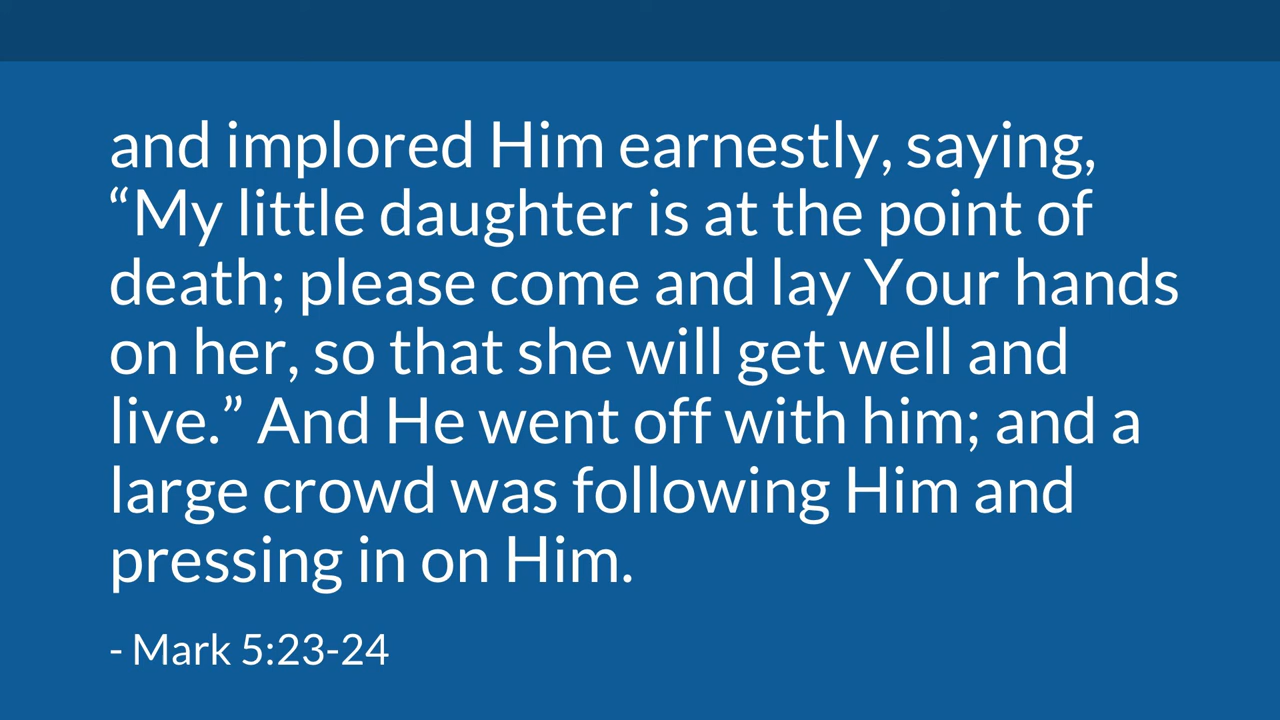 and implored Him earnestly, saying,
“My little daughter is at the point of
death; please come and lay Your hands
on her, so that she will get well and
live.” And He went off with him; and a
large crowd was following Him and
pressing in on Him.
- Mark 5:23-24